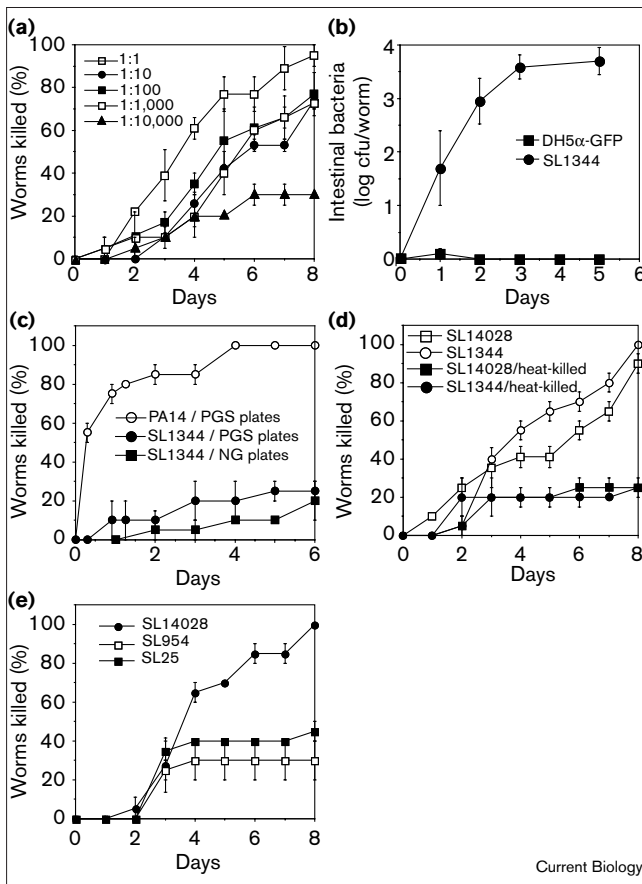 (a)
Worms killed (%)
100
80
60
40
20
0
1:1
1:10
1:100
1:1,000
1:10,000
0 2 4 6 8
Days
(b)
Intestinal bacteria
(log cfu/worm)
4
3
2
1
0
DH5α-GFP
SL1344
0 1 2 3 4 5 6
Days
(c)
Worms killed (%)
100
80
60
40
20
0
PA14 / PGS plates
SL1344 / PGS plates
SL1344 / NG plates
0 2 4 6
Days
(d)
Worms killed (%)
100
80
60
40
20
0
SL14028
SL1344
SL14028/heat-killed
SL1344/heat-killed
0 2 4 6 8
Days
(e)
Worms killed (%)
100
80
60
40
20
0
SL14028
SL954
SL25
0 2 4 6 8
Days
Current Biology